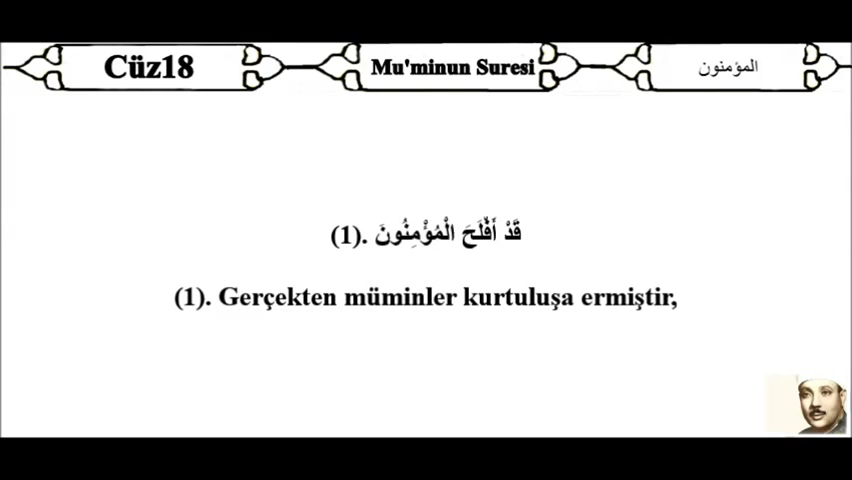 Cüz18
Mu'minun Suresi
المؤمنون
قَدْ أَفْلَحَ الْمُؤْمِنُونَ .(1)
(1). Gerçekten müminler kurtuluşa ermiştir,